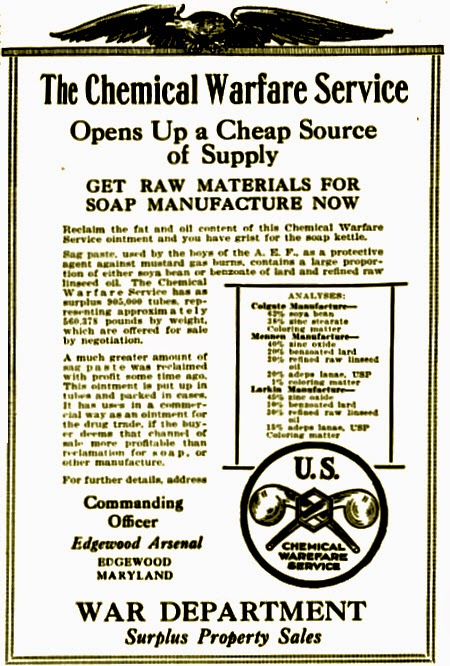 The Chemical Warfare Service
Opens Up a Cheap Source
of Supply
GET RAW MATERIALS FOR
SOAP MANUFACTURE NOW
Reclaim the fat and oil content of this Chemical Warfare
Service ointment and you have grist for the soap kettle.
Sag paste, used by the boys of the A. E. F., as a protective
agent against mustard gas burns, contains a large propor-
tion of either soya bean or benzoate of lard and refined raw
linseed oil. The Chemical
Warfare Service has as
surplus 905,000 tubes, rep-
resenting approximately
560,378 pounds by weight,
which are offered for sale
by negotiation.
A much greater amount of
sag paste was reclaimed
with profit some time ago.
This ointment is put up in
tubes and packed in cases.
It has uses in a commer-
cial way as an ointment for
the drug trade, if the buy-
er deems that channel of
sale more profitable than
reclamation for soap, or
other manufacture.
For further details, address
Commanding
Officer
Edgewood Arsenal
EDGEWOOD
MARYLAND
ANALYSES:
Colgate Manufacture—
62% soya bean
38% zinc stearate
Coloring matter
Mennen Manufacture—
40% zinc oxide
20% benzoated lard
20% refined raw linseed
oil
20% adeps lanae, USP
1% coloring matter
Larkin Manufacture—
45% zinc oxide
10% benzoated lard
30% refined raw linseed
oil
15% adeps lanae, USP
Coloring matter
U.S.
CHEMICAL
WAREFARE
SERVICE
WAR DEPARTMENT
Surplus Property Sales